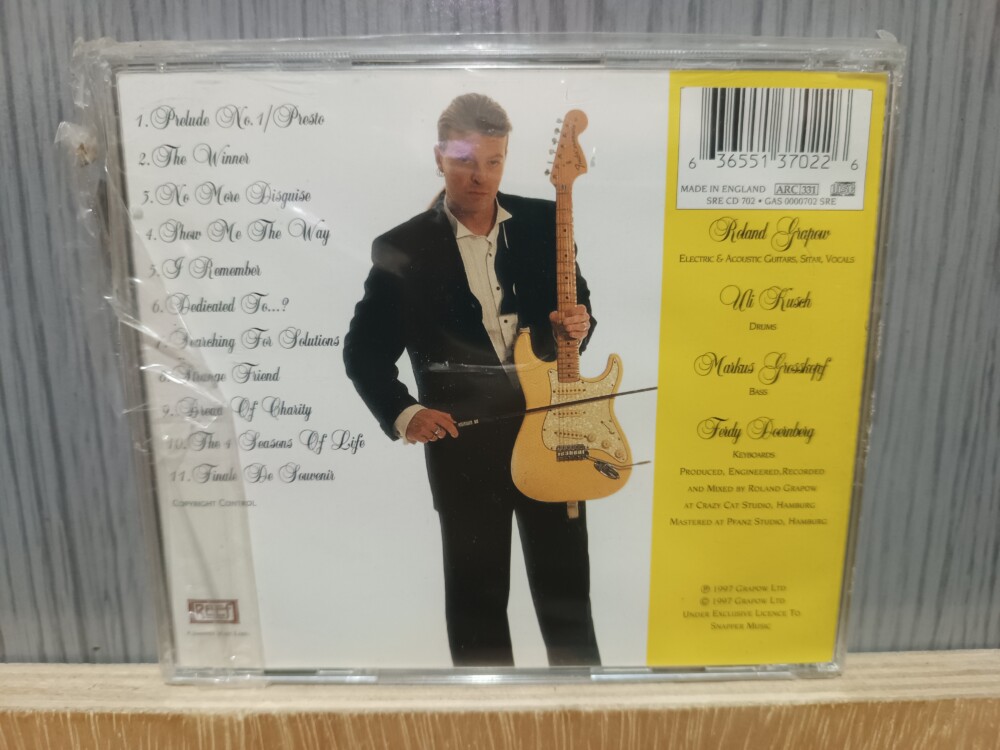 1. Prelude No. 1/Presto
2. The Winner
3. No More Disguise
4. Show Me The Way
5. I Remember
6. Dedicated To...?
7. Searching For Solutions
8. Strange Friend
9. Bread Of Charity
10. The 4 Seasons Of Life
11. Finale De Souvenir
Copyright Control
6 36551 37022 6
MADE IN ENGLAND ARC 331
SRE CD 702 • GAS 0000702 SRE
Roland Grapow
Electric & Acoustic Guitars, Sitar, Vocals
Uli Kusch
Drums
Markus Grosskopf
Bass
Ferdy Doernberg
Keyboards
Produced, Engineered, Recorded
and Mixed by Roland Grapow
at Crazy Cat Studio, Hamburg
Mastered at Pfanz Studio, Hamburg
℗ 1997 Grapow Ltd
© 1997 Grapow Ltd
Under Exclusive Licence To
Snapper Music